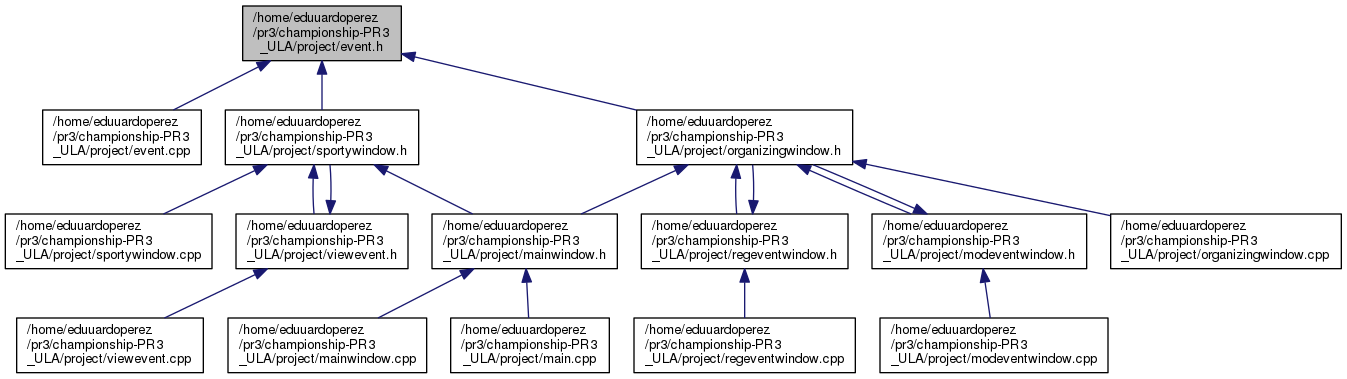 /home/eduuardoperez
/pr3/championship-PR3
_ULA/project/event.h
/home/eduuardoperez
/pr3/championship-PR3
_ULA/project/event.cpp
/home/eduuardoperez
/pr3/championship-PR3
_ULA/project/sportywindow.h
/home/eduuardoperez
/pr3/championship-PR3
_ULA/project/organizingwindow.h
/home/eduuardoperez
/pr3/championship-PR3
_ULA/project/sportywindow.cpp
/home/eduuardoperez
/pr3/championship-PR3
_ULA/project/viewevent.h
/home/eduuardoperez
/pr3/championship-PR3
_ULA/project/mainwindow.h
/home/eduuardoperez
/pr3/championship-PR3
_ULA/project/regeventwindow.h
/home/eduuardoperez
/pr3/championship-PR3
_ULA/project/modeventwindow.h
/home/eduuardoperez
/pr3/championship-PR3
_ULA/project/organizingwindow.cpp
/home/eduuardoperez
/pr3/championship-PR3
_ULA/project/viewevent.cpp
/home/eduuardoperez
/pr3/championship-PR3
_ULA/project/mainwindow.cpp
/home/eduuardoperez
/pr3/championship-PR3
_ULA/project/main.cpp
/home/eduuardoperez
/pr3/championship-PR3
_ULA/project/regeventwindow.cpp
/home/eduuardoperez
/pr3/championship-PR3
_ULA/project/modeventwindow.cpp